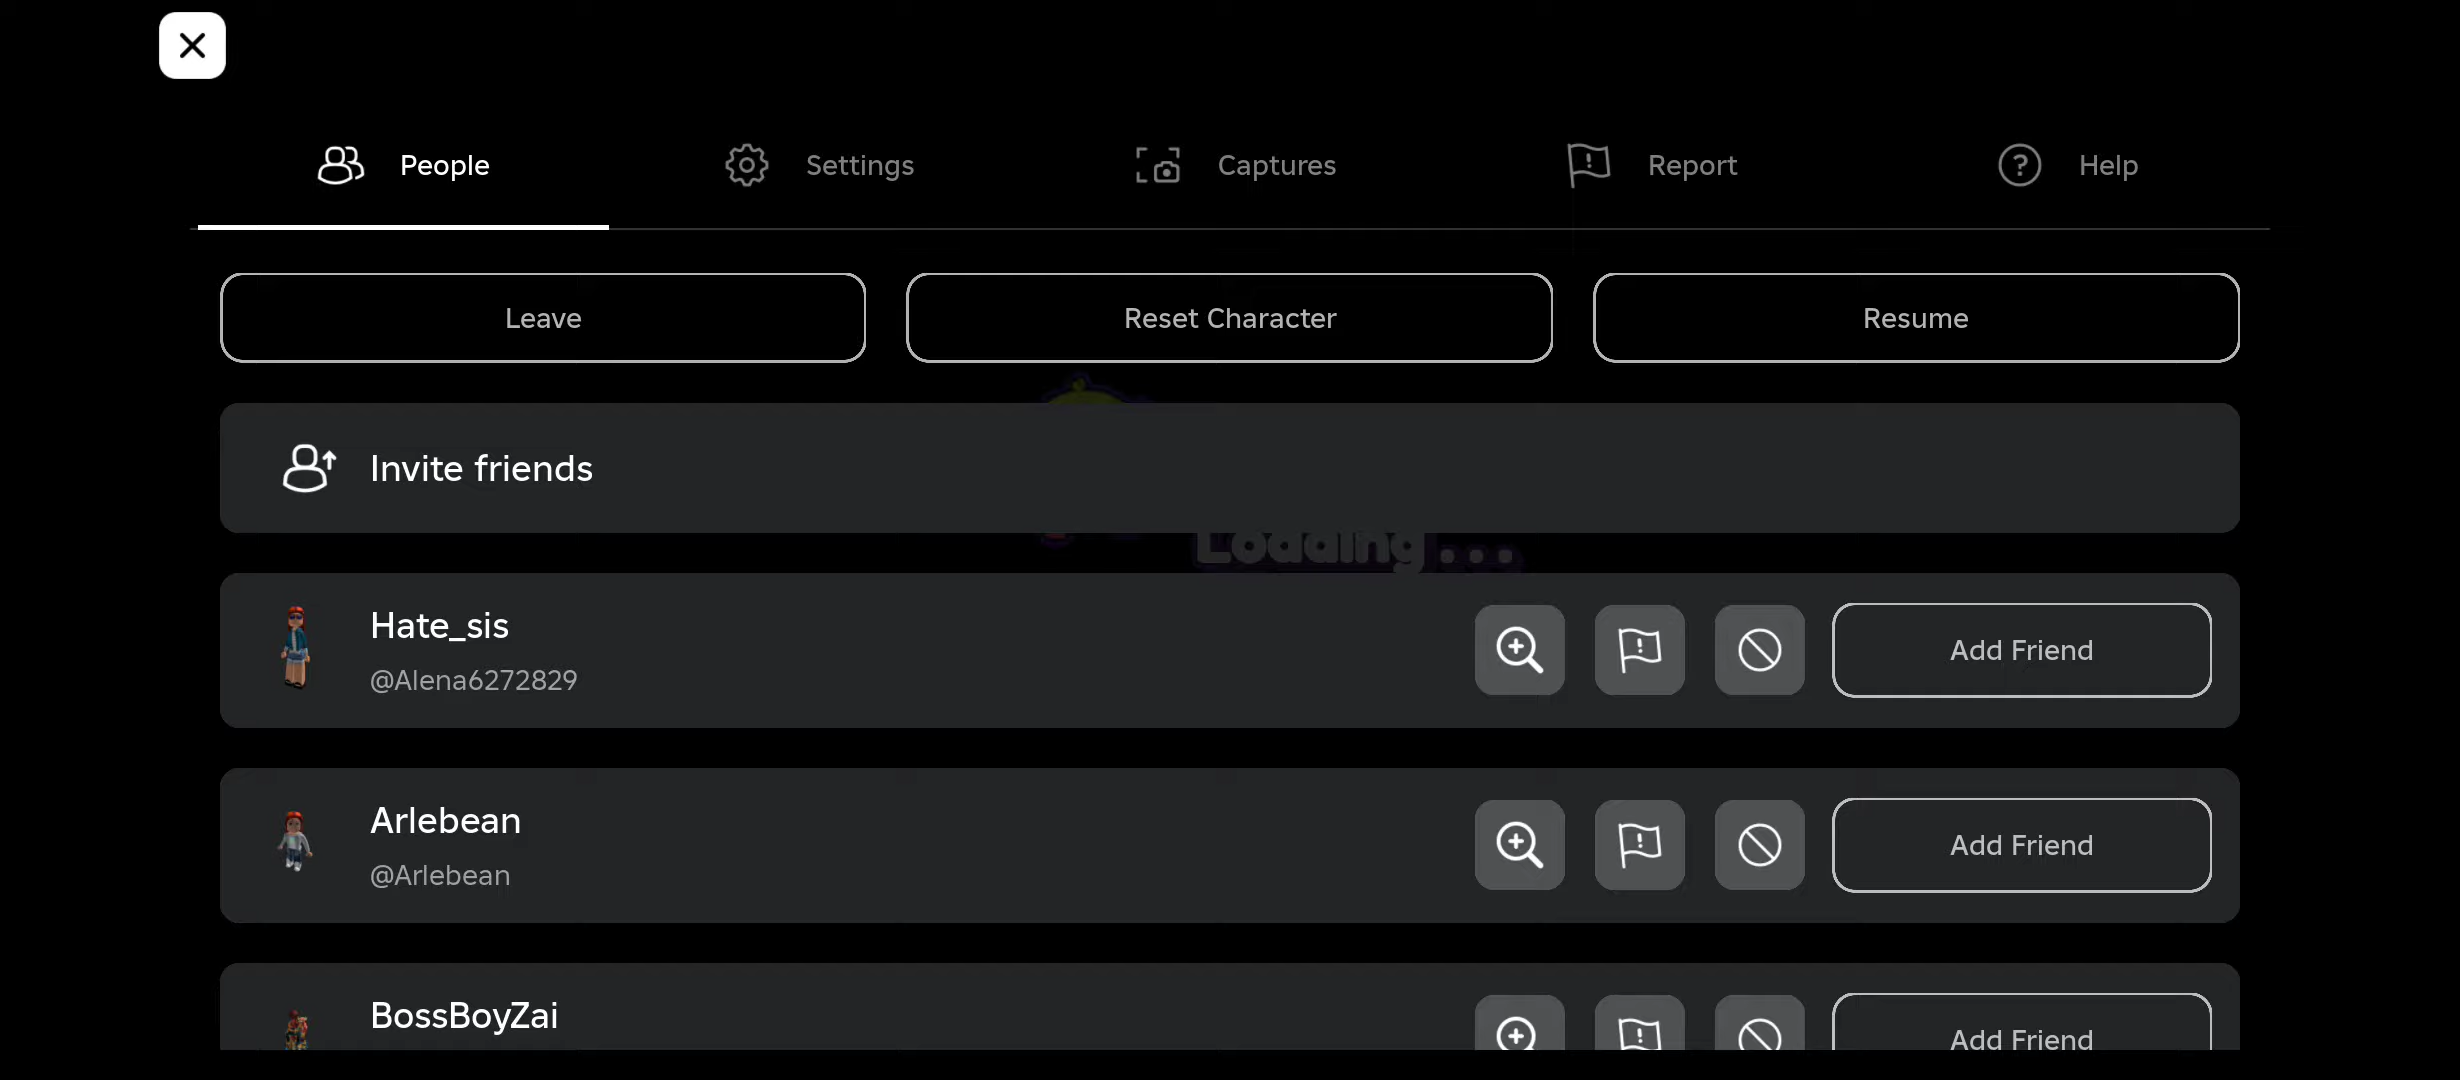 People
Settings
Captures
Report
Help
Leave
Reset Character
Resume
Invite friends
Loading...
Hate_sis
@Alena6272829
Add Friend
Arlebean
@Arlebean
Add Friend
BossBoyZai
Add Friend